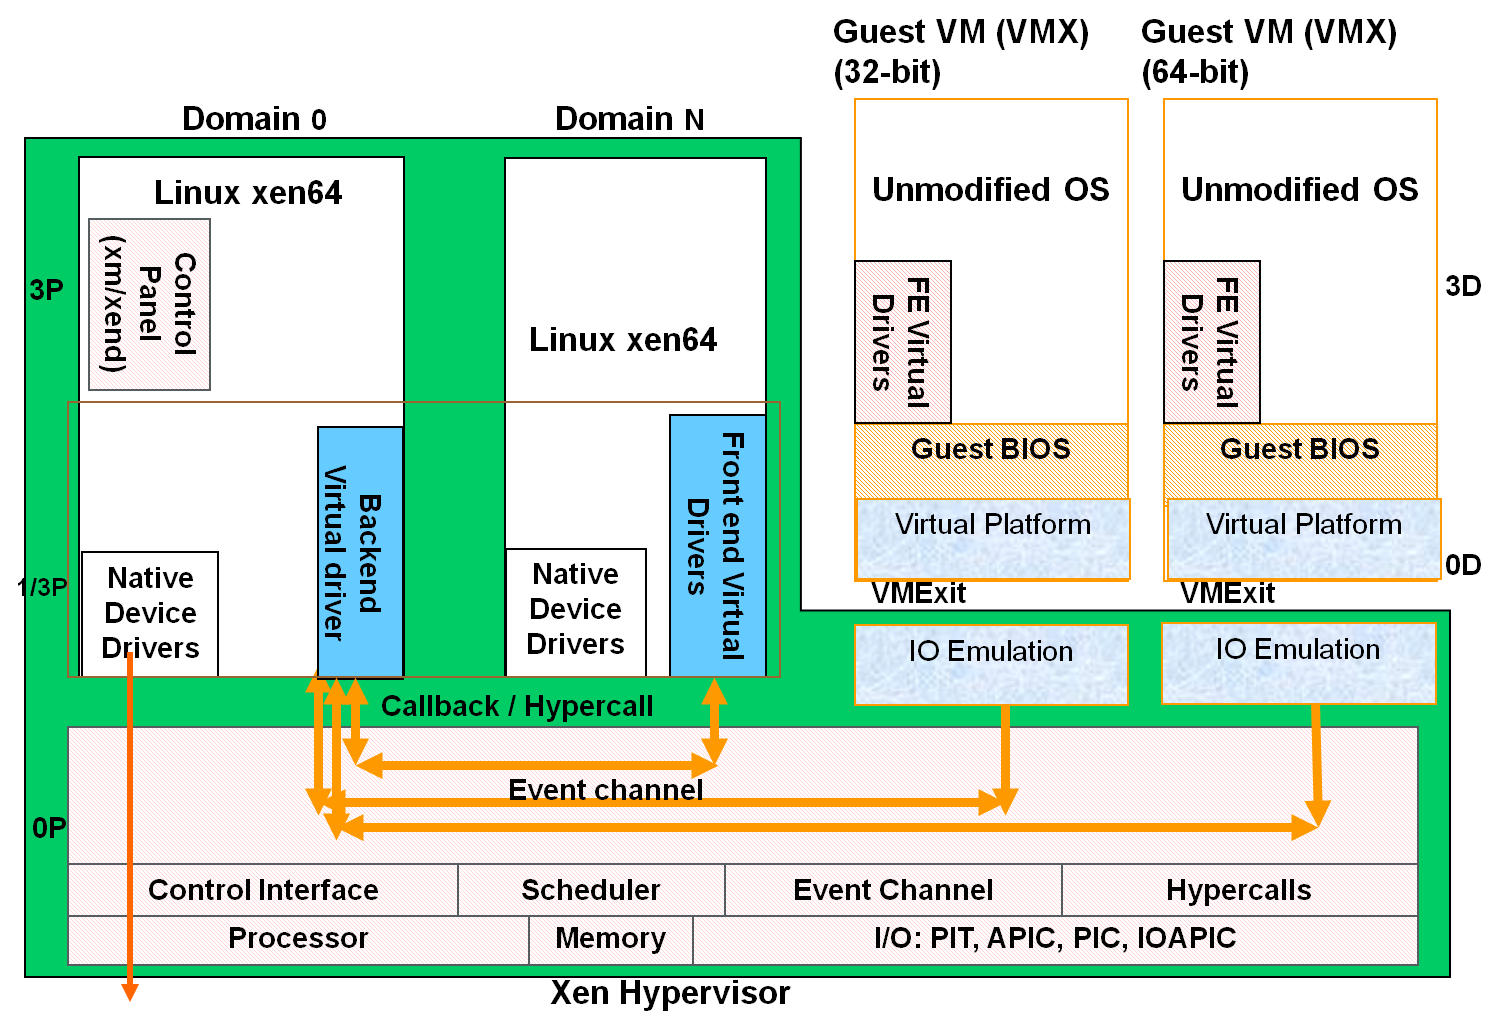 Guest VM (VMX)
(32-bit)
Guest VM (VMX)
(64-bit)
Domain 0
Domain N
Linux xen64
Control
Panel
(xm/xend)
3P
Linux xen64
Unmodified OS
Unmodified OS
FE Virtual
Drivers
FE Virtual
Drivers
3D
Guest BIOS
Guest BIOS
Virtual Platform
Virtual Platform
0D
VMExit
VMExit
Backend
Virtual driver
Front end Virtual
Drivers
1/3P
Native
Device
Drivers
Native
Device
Drivers
IO Emulation
IO Emulation
Callback / Hypercall
Event channel
0P
Control Interface
Scheduler
Event Channel
Hypercalls
Processor
Memory
I/O: PIT, APIC, PIC, IOAPIC
Xen Hypervisor